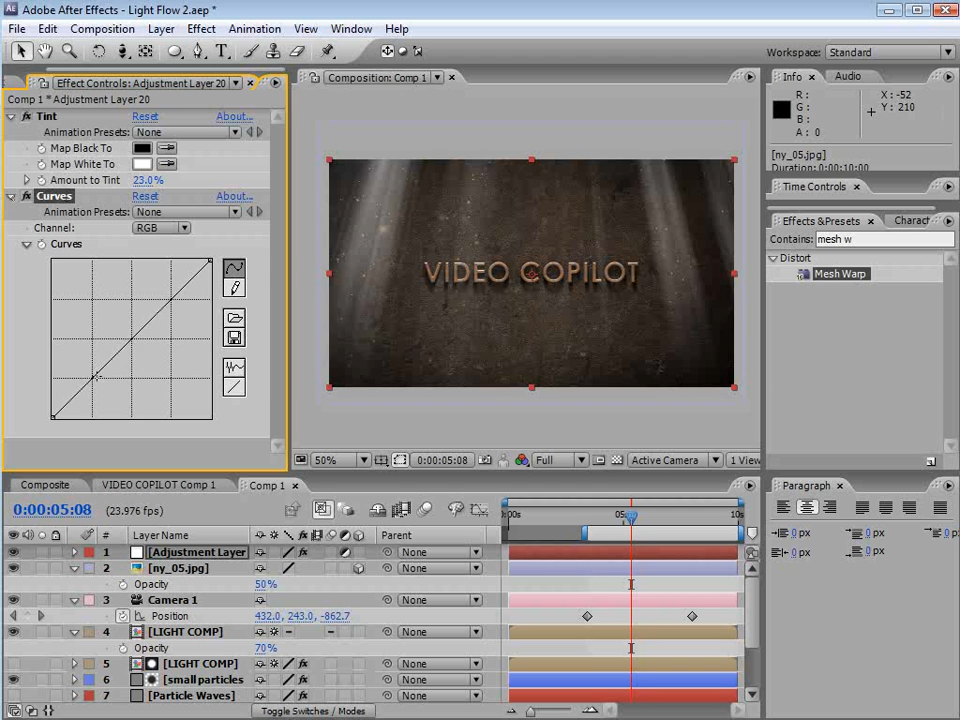 Adobe After Effects - Light Flow 2.aep *
File Edit Composition Layer Effect Animation View Window Help
Workspace: Standard
Effect Controls: Adjustment Layer 20
Comp 1 * Adjustment Layer 20
Tint Reset About...
Animation Presets: None
Map Black To
Map White To
Amount to Tint 23.0%
Curves Reset About...
Animation Presets: None
Channel: RGB
Curves
Composition: Comp 1
VIDEO COPILOT
50% 0:00:05:08 Full Active Camera 1 View
Info Audio
R :
G :
B :
A : 0
X : -52
Y : 210
[ny_05.jpg]
Duration: 0:00:10:00
Time Controls
Effects & Presets Charact
Contains: mesh w
Distort
Mesh Warp
Paragraph
0 px 0 px 0 px
0 px 0 px
Composite VIDEO COPILOT Comp 1 Comp 1
0:00:05:08 (23.976 fps)
:00s 05s 10s
# Layer Name Parent
1 [Adjustment Layer None
2 [ny_05.jpg] None
Opacity 50%
3 Camera 1 None
Position 432.0, 243.0, -862.7
4 [LIGHT COMP] None
Opacity 70%
5 [LIGHT COMP] None
6 [small particles None
7 [Particle Waves] None
Toggle Switches / Modes